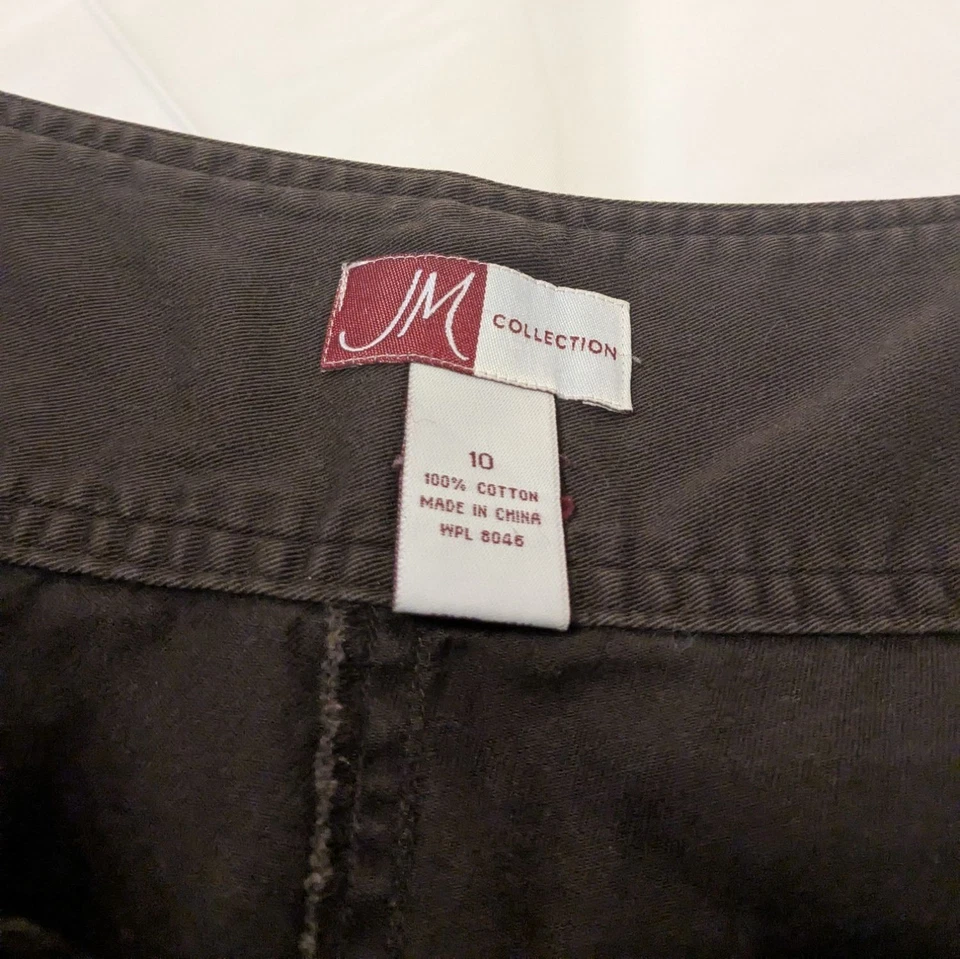 JM COLLECTION
10
100% COTTON
MADE IN CHINA
WPL 8046